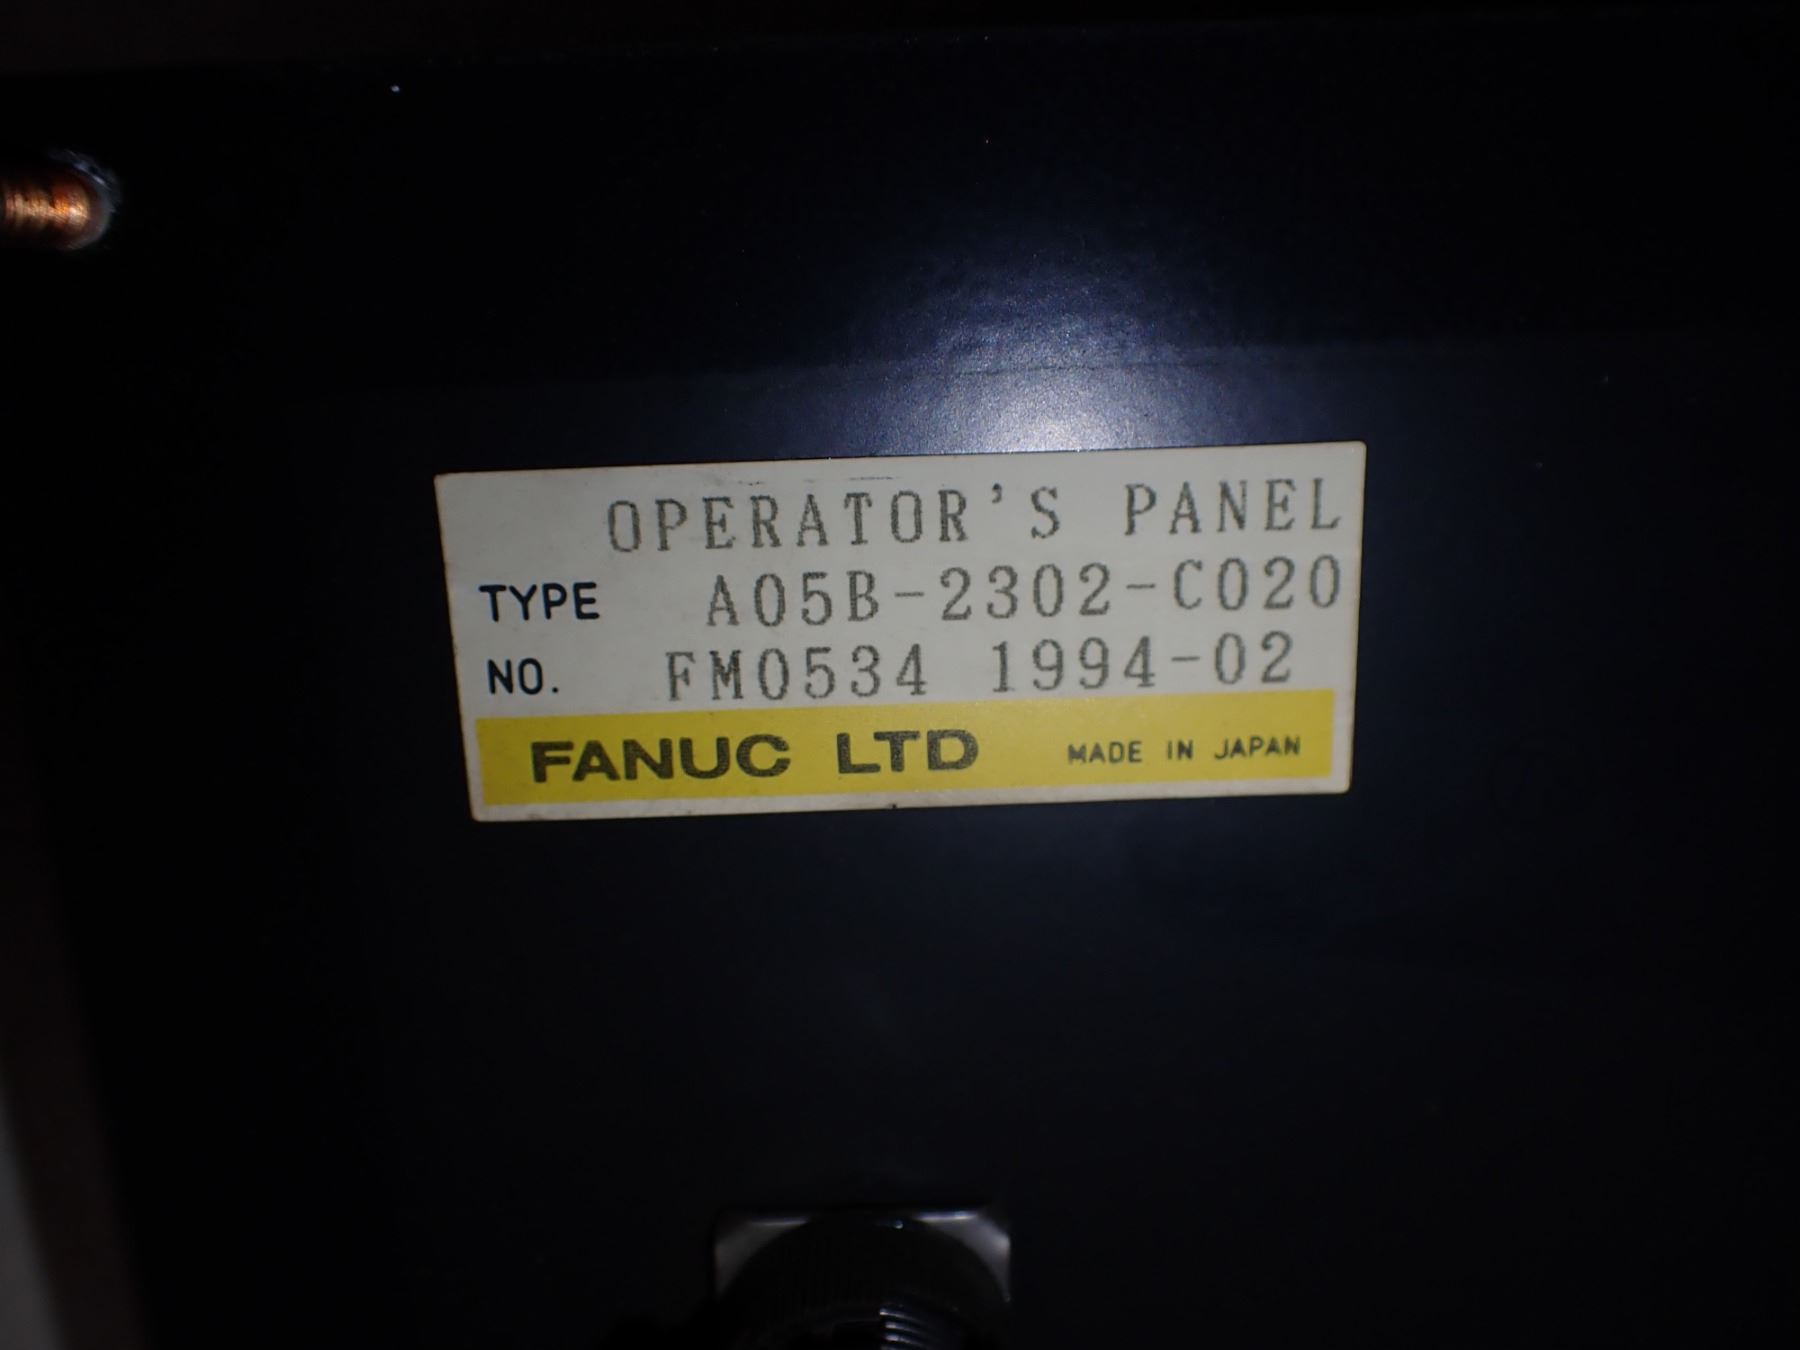 OPERATOR'S PANEL
TYPE A05B-2302-C020
NO. FM0534 1994-02
FANUC LTD MADE IN JAPAN